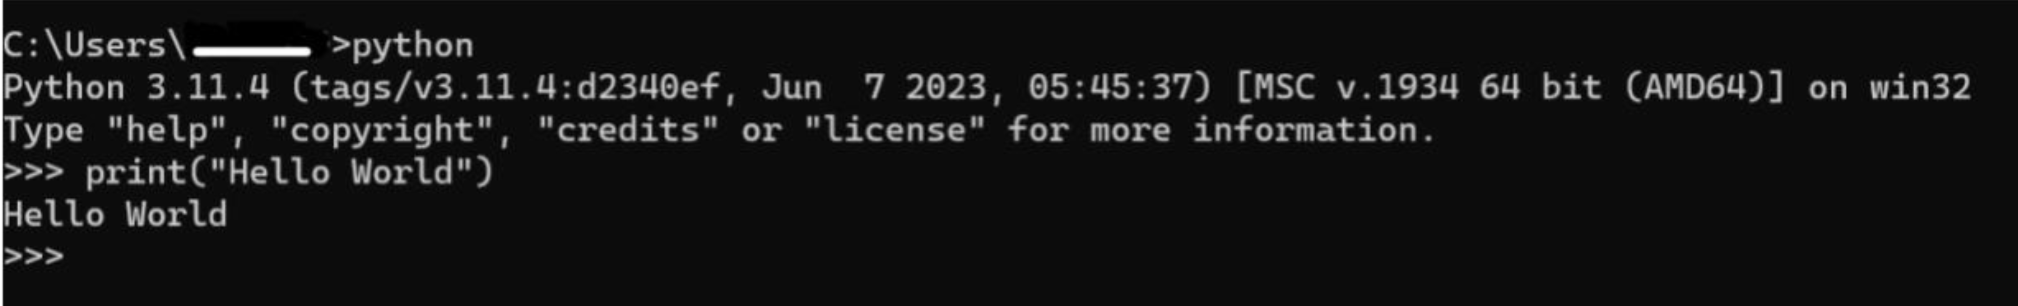 C:\Users\ >python
Python 3.11.4 (tags/v3.11.4:d2340ef, Jun  7 2023, 05:45:37) [MSC v.1934 64 bit (AMD64)] on win32
Type "help", "copyright", "credits" or "license" for more information.
>>> print("Hello World")
Hello World
>>>